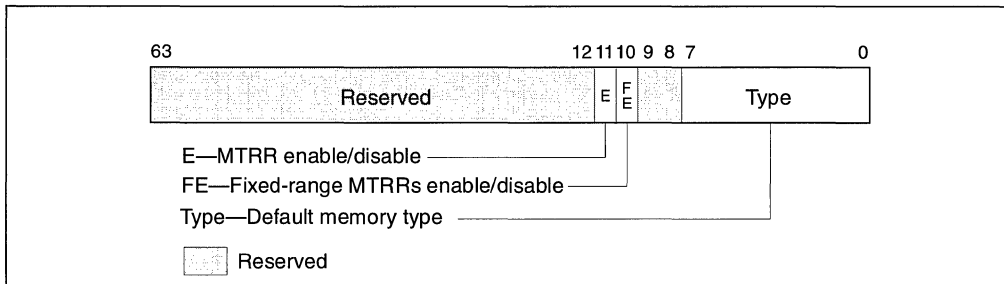 63 12 11 10 9 8 7 0
Reserved E FE Type
E—MTRR enable/disable
FE—Fixed-range MTRRs enable/disable
Type—Default memory type
Reserved